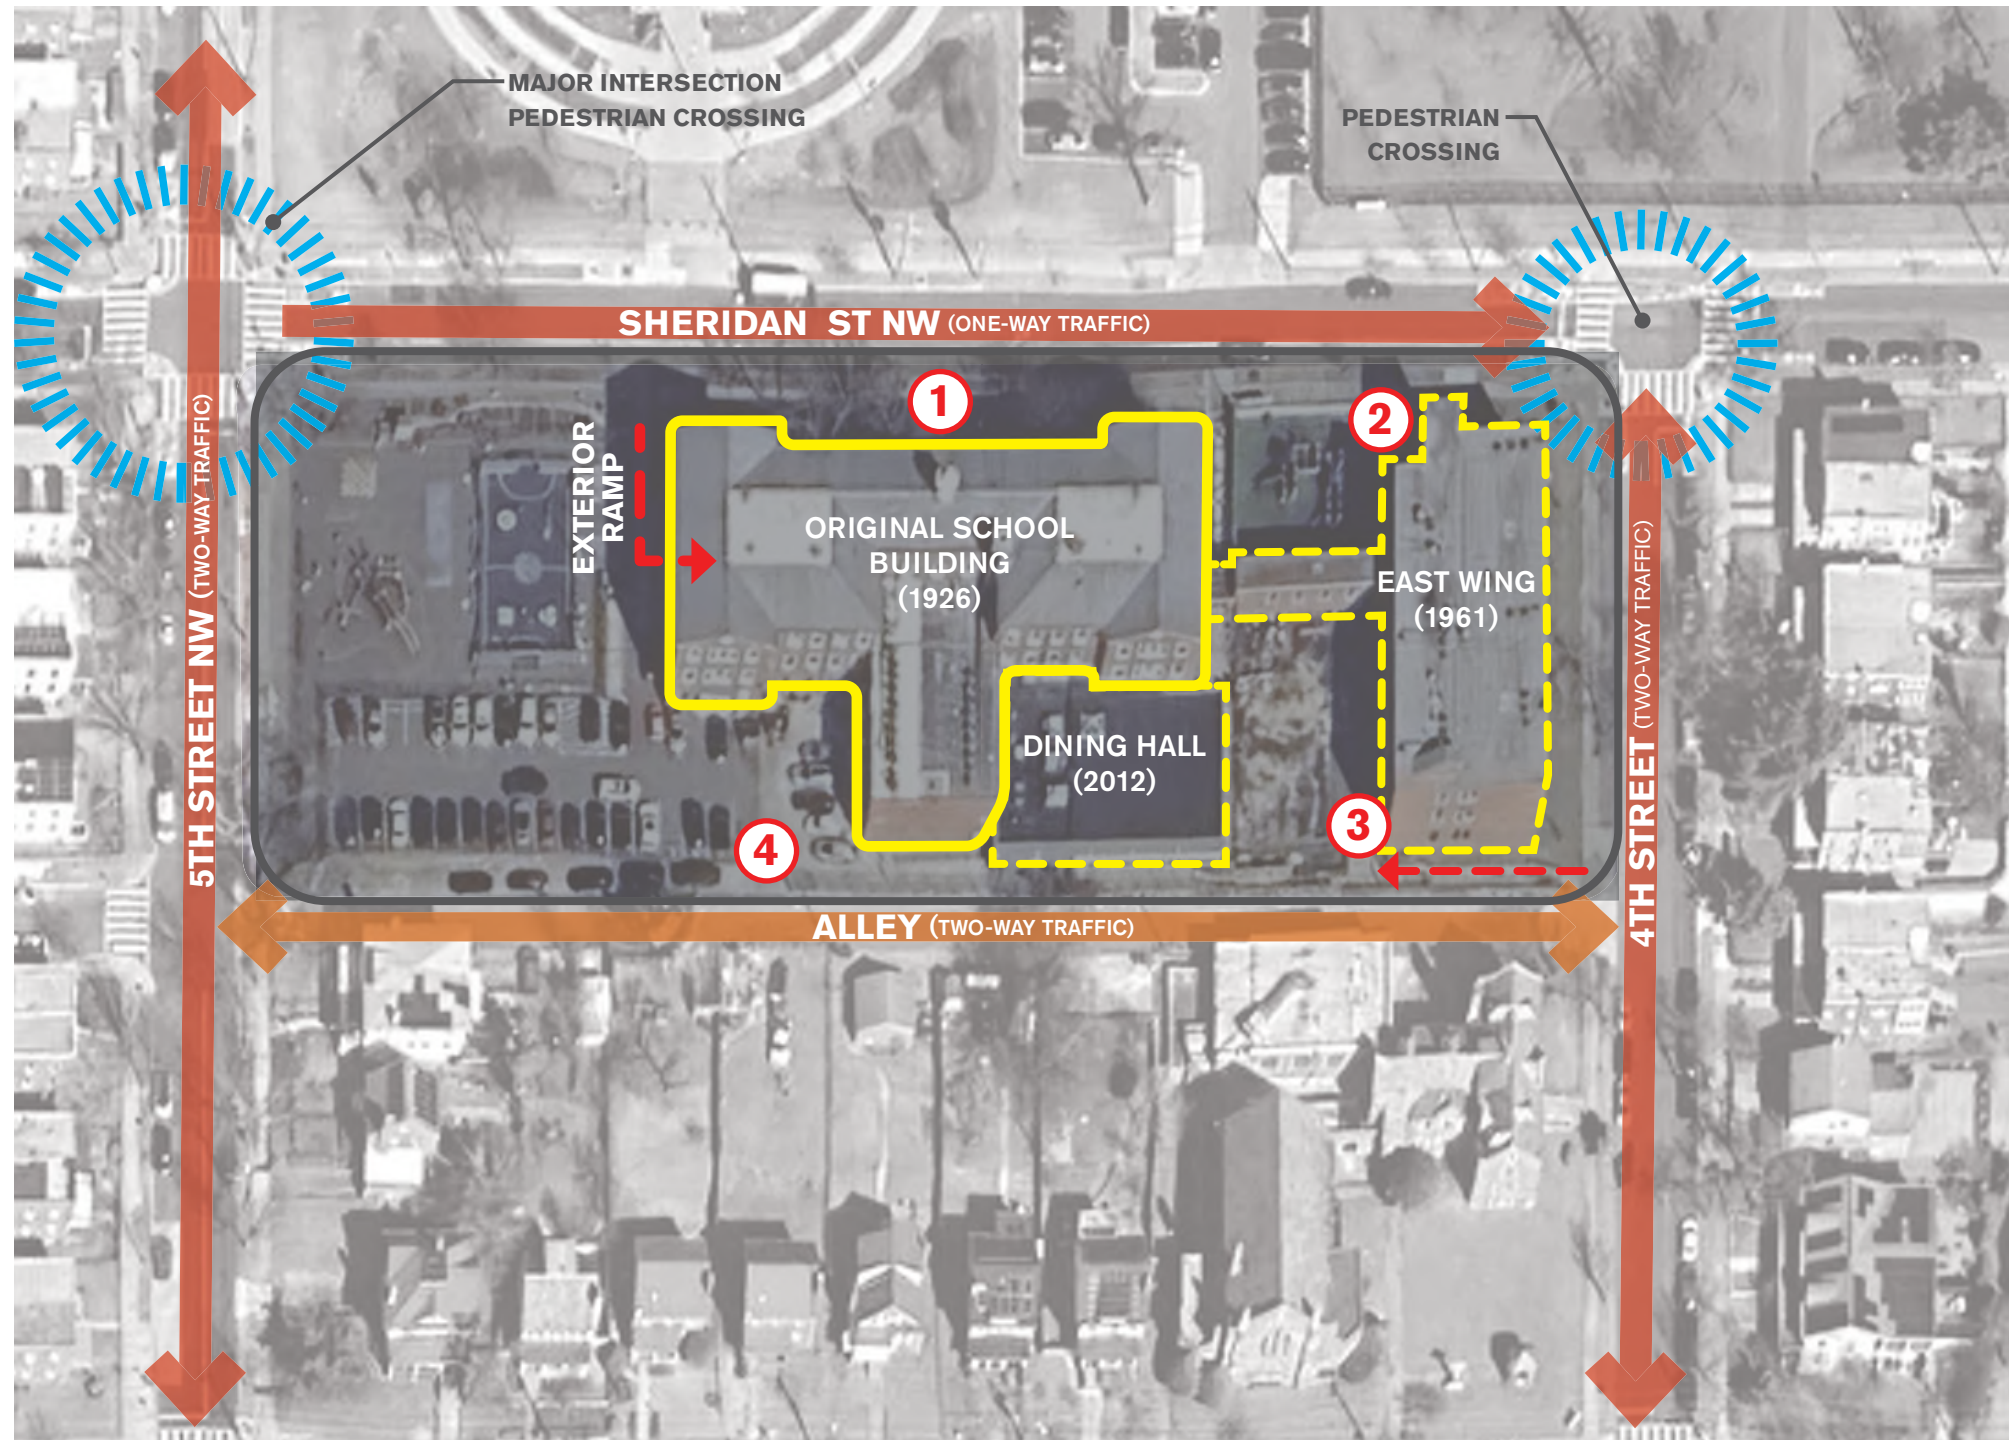 MAJOR INTERSECTION
PEDESTRIAN CROSSING
PEDESTRIAN
CROSSING
SHERIDAN ST NW (ONE-WAY TRAFFIC)
1
2
EXTERIOR
RAMP
ORIGINAL SCHOOL
BUILDING
(1926)
EAST WING
(1961)
5TH STREET NW (TWO-WAY TRAFFIC)
4TH STREET (TWO-WAY TRAFFIC)
DINING HALL
(2012)
3
4
ALLEY (TWO-WAY TRAFFIC)